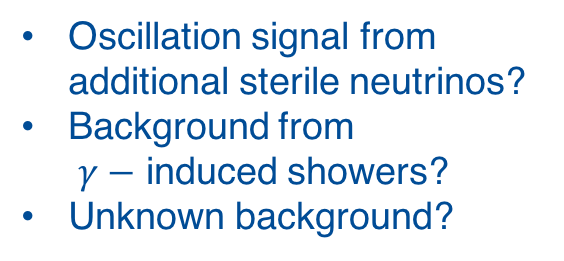 • Oscillation signal from
additional sterile neutrinos?
• Background from
γ − induced showers?
• Unknown background?